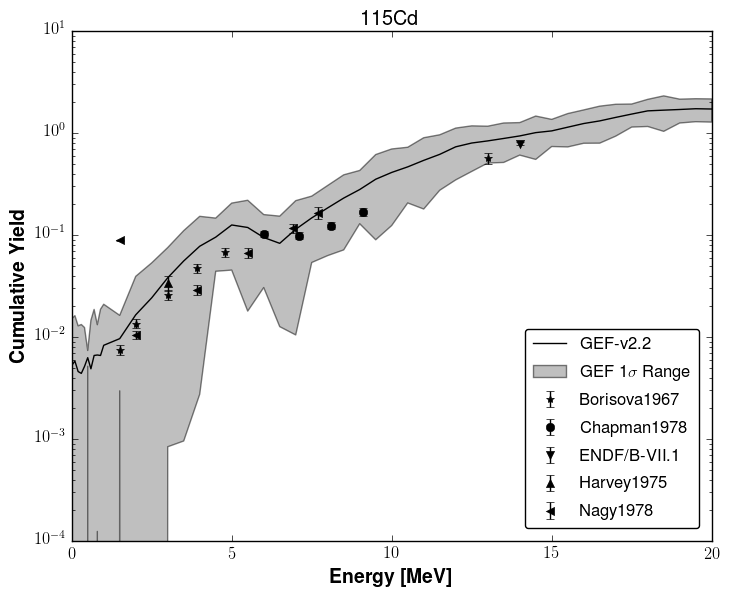 115Cd
Cumulative Yield
10^1
10^0
10^-1
10^-2
10^-3
10^-4
GEF-v2.2
GEF 1σ Range
Borisova1967
Chapman1978
ENDF/B-VII.1
Harvey1975
Nagy1978
0 5 10 15 20
Energy [MeV]